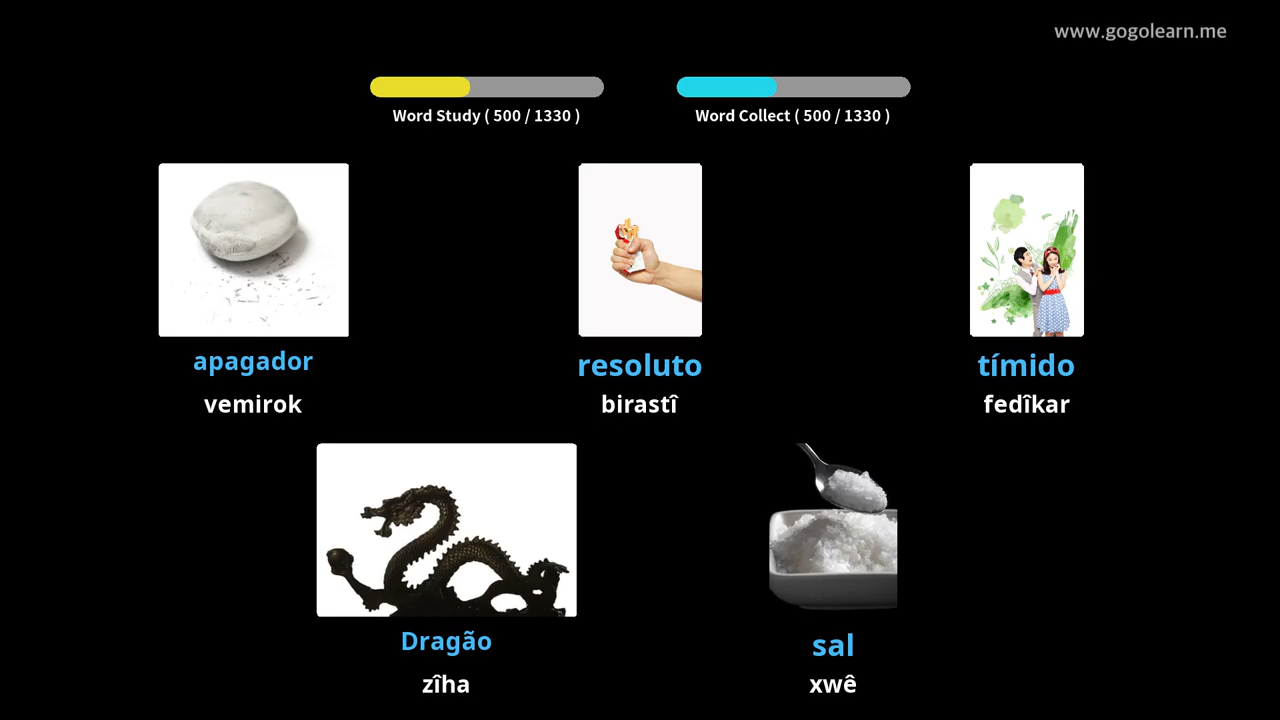 www.gogolearn.me
Word Study ( 500 / 1330 )
Word Collect ( 500 / 1330 )
apagador
vemirok
resoluto
birastî
tímido
fedîkar
Dragão
zîha
sal
xwê